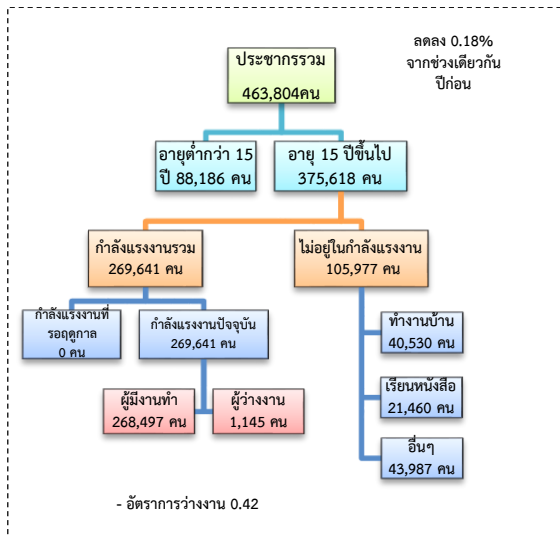 ลดลง 0.18%
จากช่วงเดียวกัน
ปีก่อน
ประชากรรวม
463,804คน
อายุต่ำกว่า 15
ปี 88,186 คน
อายุ 15 ปีขึ้นไป
375,618 คน
กำลังแรงงานรวม
269,641 คน
ไม่อยู่ในกำลังแรงงาน
105,977 คน
กำลังแรงงานที่
รอฤดูกาล
0 คน
กำลังแรงงานปัจจุบัน
269,641 คน
ทำงานบ้าน
40,530 คน
ผู้มีงานทำ
268,497 คน
ผู้ว่างงาน
1,145 คน
เรียนหนังสือ
21,460 คน
อื่นๆ
43,987 คน
- อัตราการว่างงาน 0.42